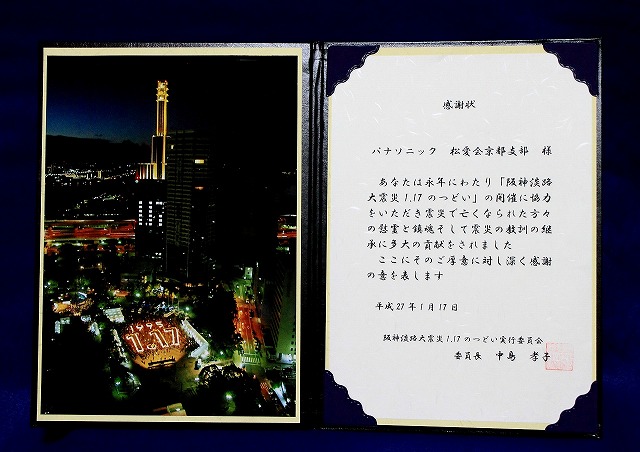 1995
1.17
感謝状
パナソニック 松愛会京都支部 様
あなたは永年にわたり「阪神淡路
大震災1.17のつどい」の開催に協力
をいただき震災で亡くなられた方々
の慰霊と鎮魂そして震災の教訓の継
承に多大の貢献をされました
ここにそのご厚意に対し深く感謝
の意を表します
平成27年1月17日
阪神淡路大震災1.17のつどい実行委員会
委員長 中島 孝子